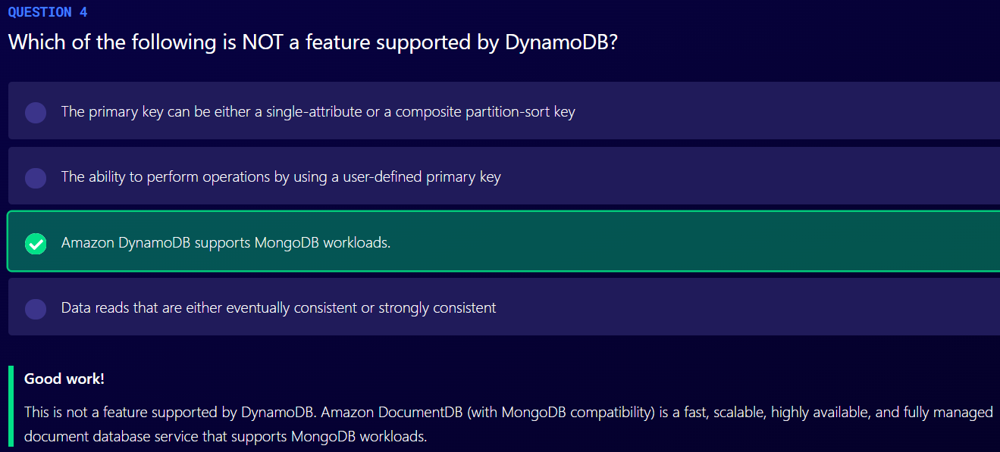 QUESTION 4
Which of the following is NOT a feature supported by DynamoDB?
The primary key can be either a single-attribute or a composite partition-sort key
The ability to perform operations by using a user-defined primary key
Amazon DynamoDB supports MongoDB workloads.
Data reads that are either eventually consistent or strongly consistent
Good work!
This is not a feature supported by DynamoDB. Amazon DocumentDB (with MongoDB compatibility) is a fast, scalable, highly available, and fully managed
document database service that supports MongoDB workloads.